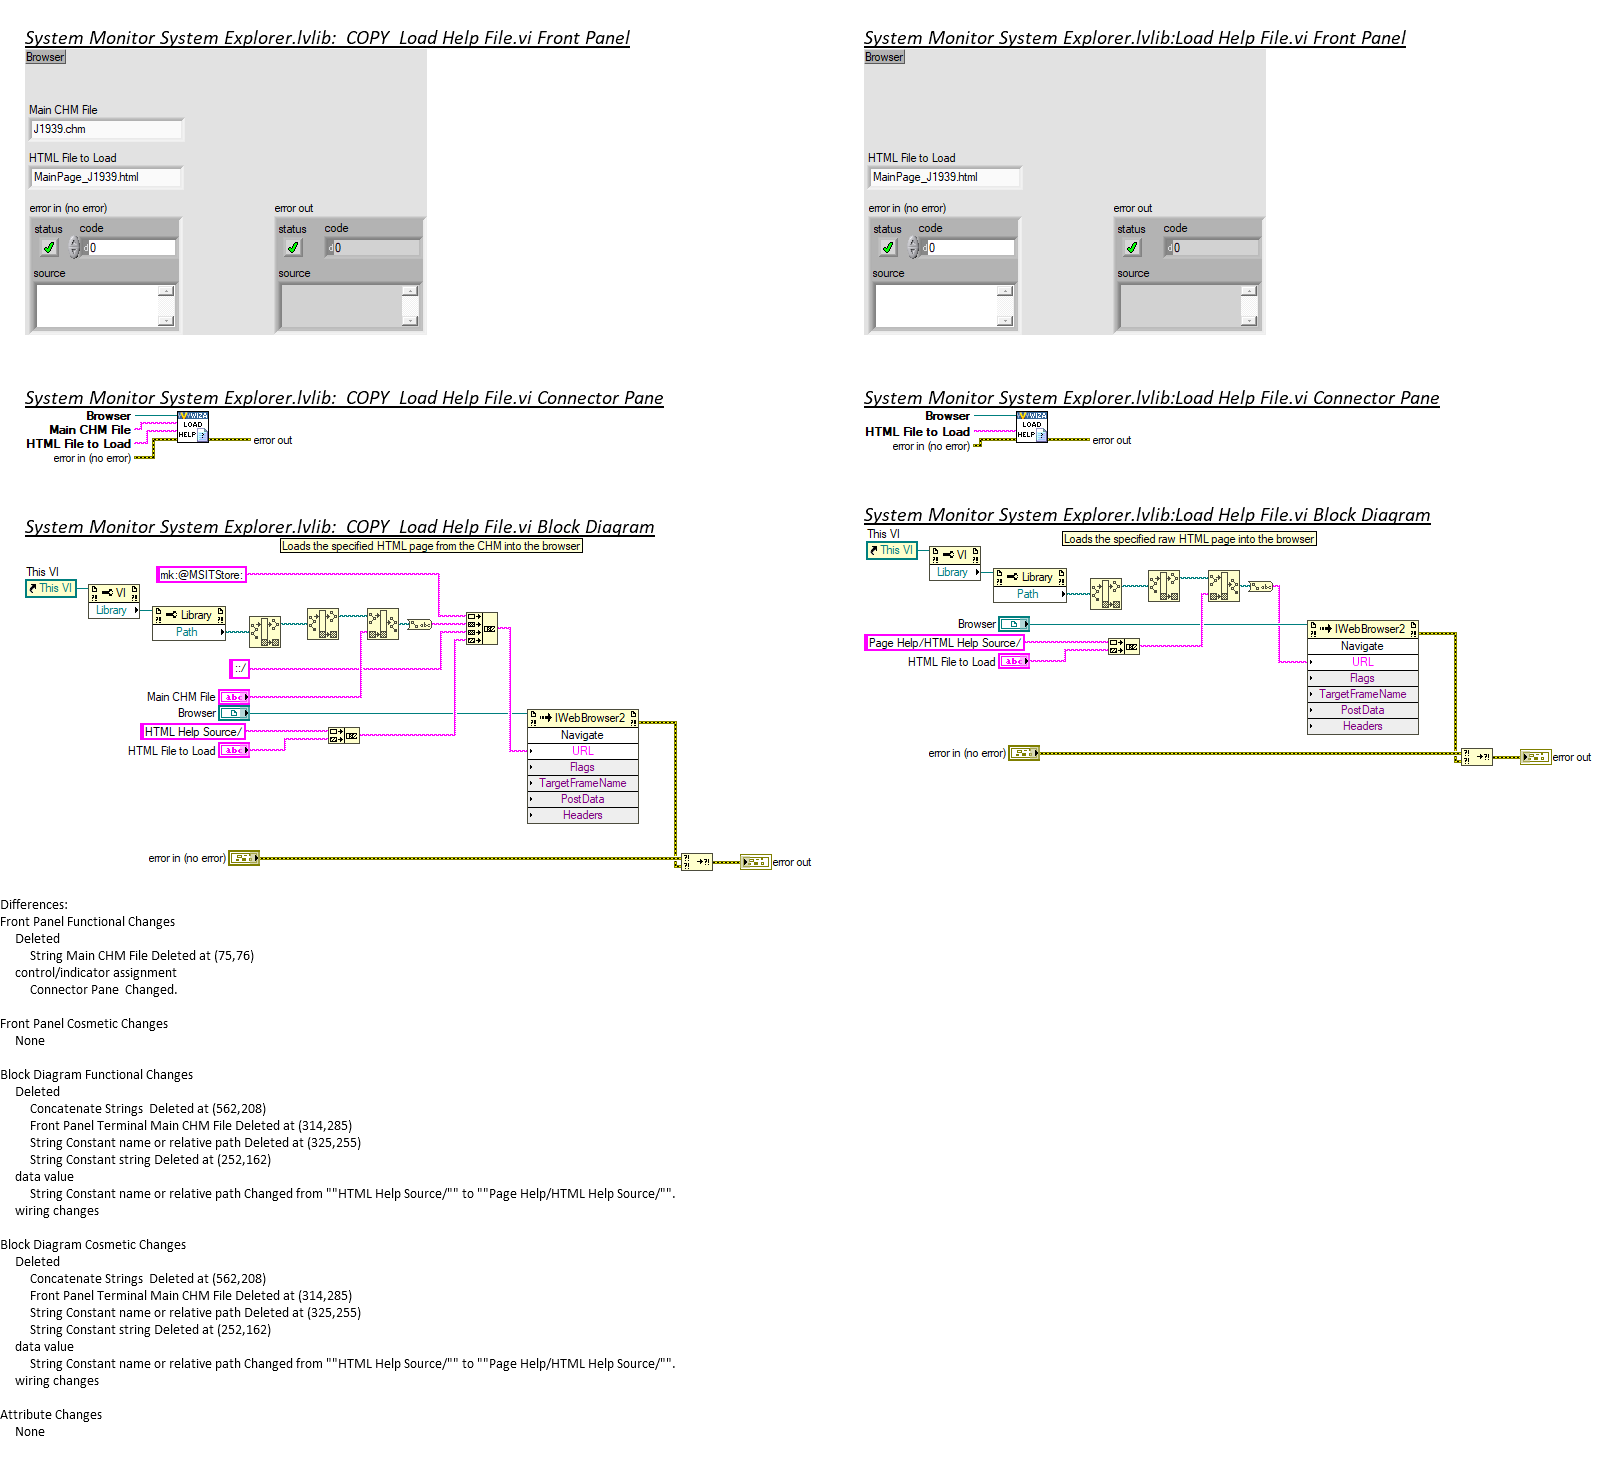 System Monitor System Explorer.lvlib:  COPY  Load Help File.vi Front Panel
Browser
Main CHM File
J1939.chm
HTML File to Load
MainPage_J1939.html
error in (no error)
error out
status code
d0
status code
d0
source
source
System Monitor System Explorer.lvlib:Load Help File.vi Front Panel
Browser
HTML File to Load
MainPage_J1939.html
error in (no error)
error out
status code
d0
status code
d0
source
source
System Monitor System Explorer.lvlib:  COPY  Load Help File.vi Connector Pane
Browser
Main CHM File
HTML File to Load
error in (no error)
LOAD
HELP ?
error out
System Monitor System Explorer.lvlib:Load Help File.vi Connector Pane
Browser
HTML File to Load
error in (no error)
LOAD
HELP ?
error out
System Monitor System Explorer.lvlib:  COPY  Load Help File.vi Block Diagram
Loads the specified HTML page from the CHM into the browser
This VI
This VI
VI
Library
Library
Path
mk:@MSITStore:
abc
::/
Main CHM File abc
Browser
HTML Help Source/
HTML File to Load abc
IWebBrowser2
Navigate
URL
Flags
TargetFrameName
PostData
Headers
error in (no error)
error out
System Monitor System Explorer.lvlib:Load Help File.vi Block Diagram
This VI
Loads the specified raw HTML page into the browser
This VI
VI
Library
Library
Path
abc
Browser
Page Help/HTML Help Source/
HTML File to Load abc
IWebBrowser2
Navigate
URL
Flags
TargetFrameName
PostData
Headers
error in (no error)
error out
Differences:
Front Panel Functional Changes
Deleted
String Main CHM File Deleted at (75,76)
control/indicator assignment
Connector Pane  Changed.
Front Panel Cosmetic Changes
None
Block Diagram Functional Changes
Deleted
Concatenate Strings  Deleted at (562,208)
Front Panel Terminal Main CHM File Deleted at (314,285)
String Constant name or relative path Deleted at (325,255)
String Constant string Deleted at (252,162)
data value
String Constant name or relative path Changed from ""HTML Help Source/"" to ""Page Help/HTML Help Source/"".
wiring changes
Block Diagram Cosmetic Changes
Deleted
Concatenate Strings  Deleted at (562,208)
Front Panel Terminal Main CHM File Deleted at (314,285)
String Constant name or relative path Deleted at (325,255)
String Constant string Deleted at (252,162)
data value
String Constant name or relative path Changed from ""HTML Help Source/"" to ""Page Help/HTML Help Source/"".
wiring changes
Attribute Changes
None